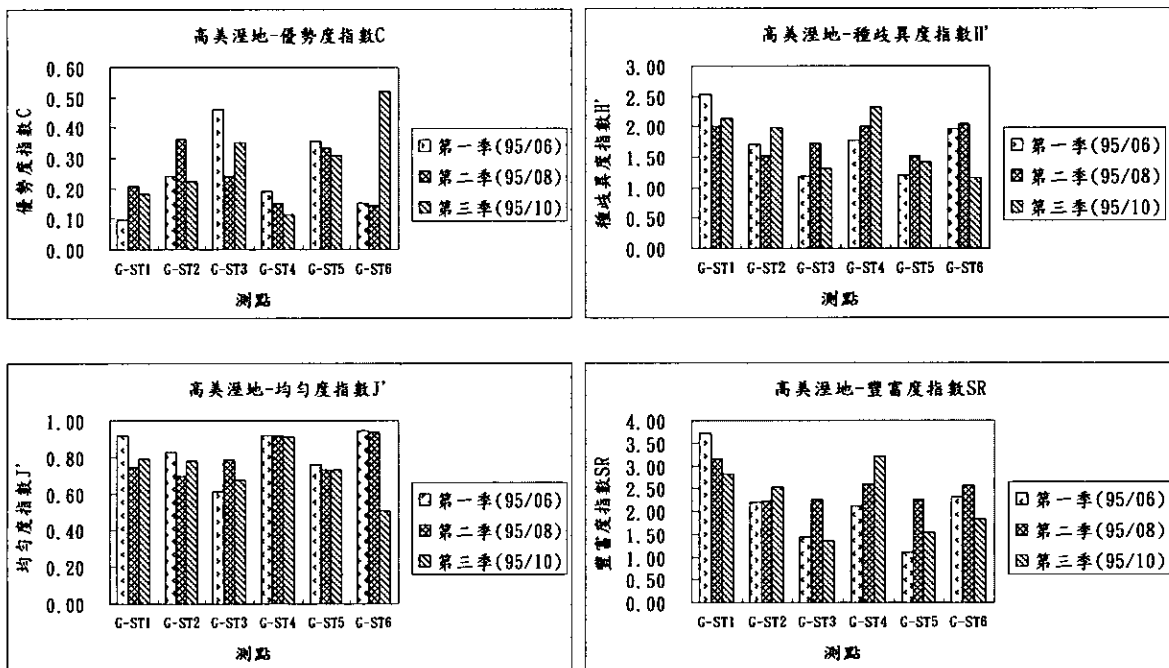 高美溼地-優勢度指數C
優勢度指數C
0.60
0.50
0.40
0.30
0.20
0.10
0.00
G-ST1 G-ST2 G-ST3 G-ST4 G-ST5 G-ST6
測點
第一季(95/06)
第二季(95/08)
第三季(95/10)
高美溼地-種歧異度指數H'
種歧異度指數H'
3.00
2.50
2.00
1.50
1.00
0.50
0.00
G-ST1 G-ST2 G-ST3 G-ST4 G-ST5 G-ST6
測點
第一季(95/06)
第二季(95/08)
第三季(95/10)
高美溼地-均勻度指數J'
均勻度指數J'
1.00
0.80
0.60
0.40
0.20
0.00
G-ST1 G-ST2 G-ST3 G-ST4 G-ST5 G-ST6
測點
第一季(95/06)
第二季(95/08)
第三季(95/10)
高美溼地-豐富度指數SR
豐富度指數SR
4.00
3.50
3.00
2.50
2.00
1.50
1.00
0.50
0.00
G-ST1 G-ST2 G-ST3 G-ST4 G-ST5 G-ST6
測點
第一季(95/06)
第二季(95/08)
第三季(95/10)